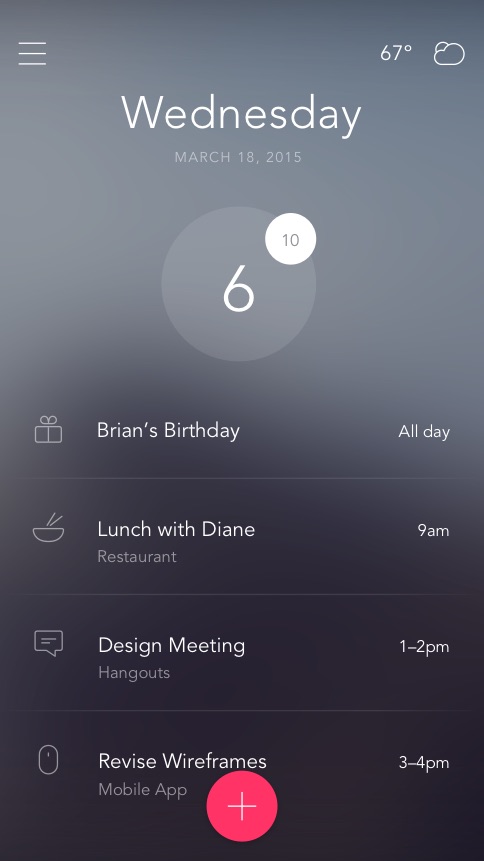 67°
Wednesday
MARCH 18, 2015
10
6
Brian’s Birthday All day
Lunch with Diane 9am
Restaurant
Design Meeting 1–2pm
Hangouts
Revise Wireframes 3–4pm
Mobile App